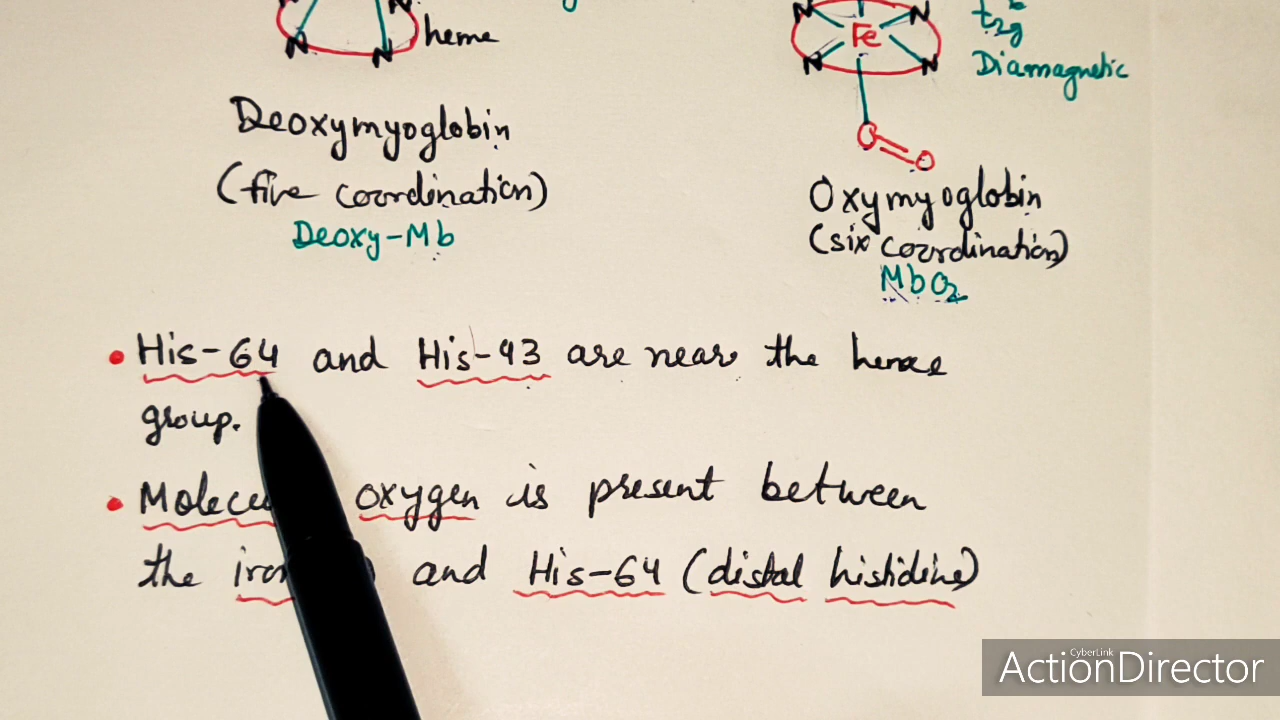 N N heme
N N Fe N N t2g
Diamagnetic
O O
Deoxymyoglobin
(five coordination)
Deoxy-Mb
Oxymyoglobin
(six coordination)
MbO2
• His-64 and His-93 are near the heme
group.
• oxygen is present between
the and His-64 (distal histidine)
CyberLink
ActionDirector